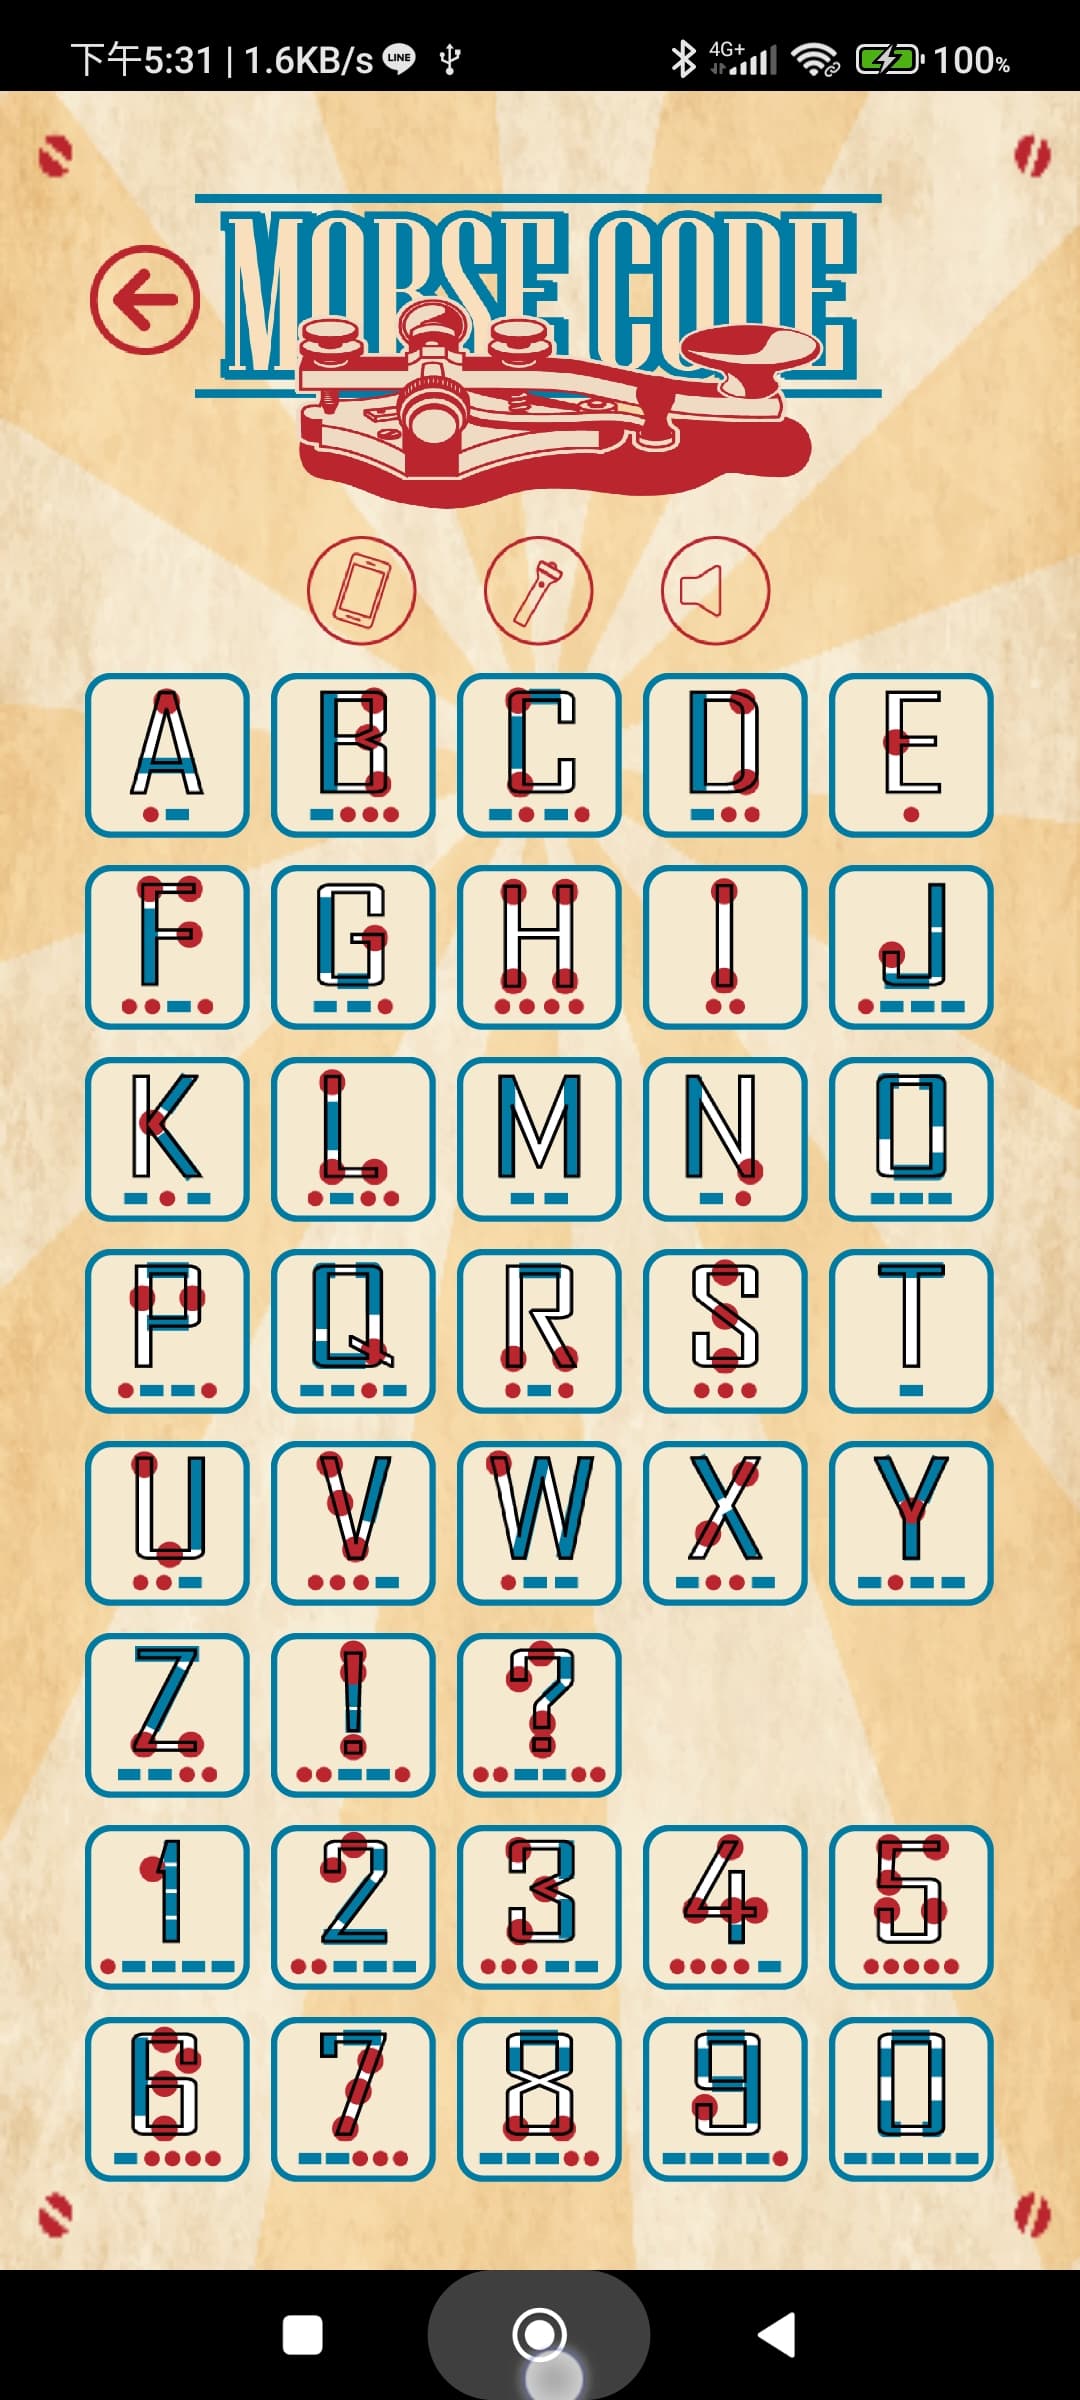 下午5:31 | 1.6KB/s LINE 4G+ 100%
MORSE CODE
A B C D E
F G H I J
K L M N O
P Q R S T
U V W X Y
Z ! ?
1 2 3 4 5
6 7 8 9 0